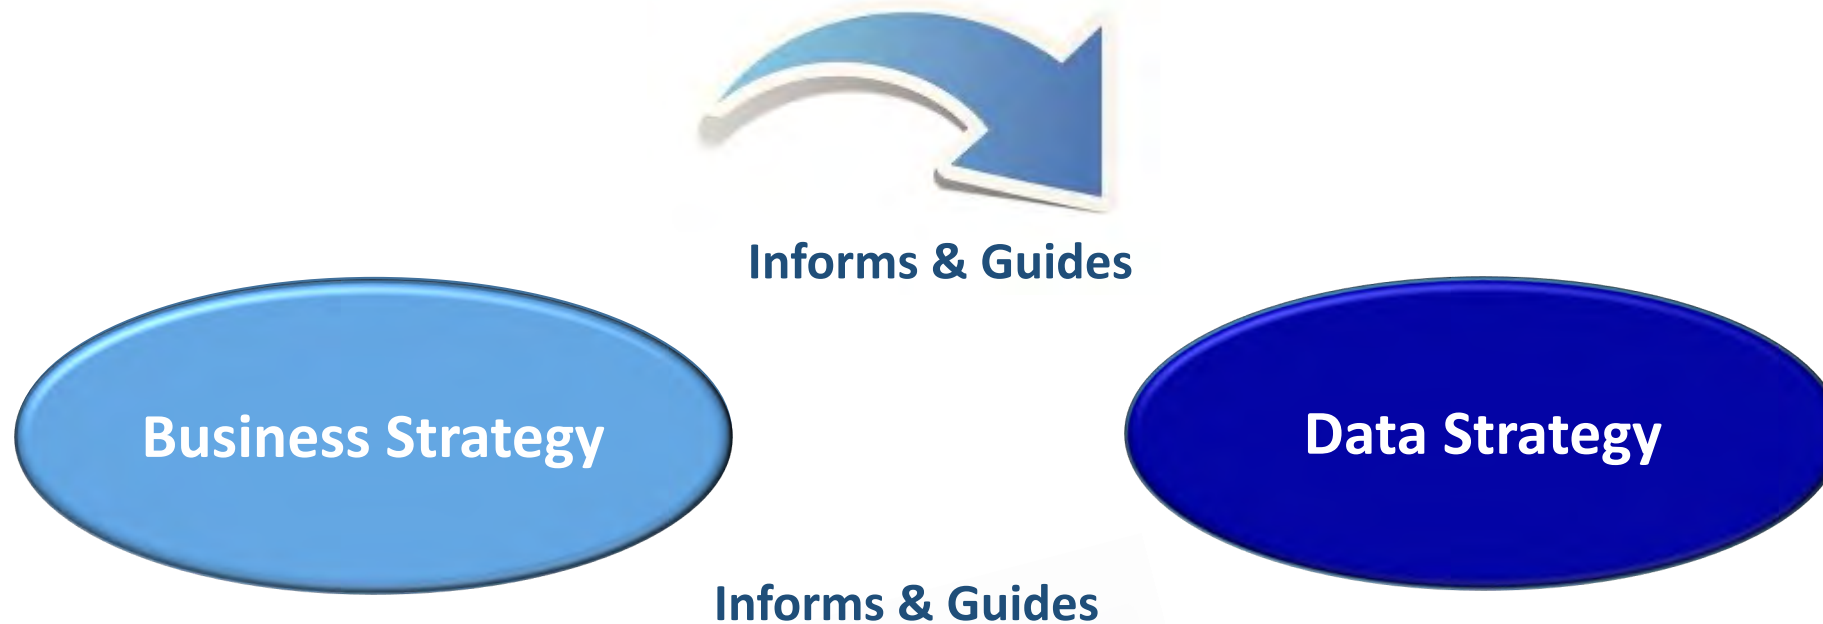 Informs & Guides
Business Strategy
Data Strategy
Informs & Guides